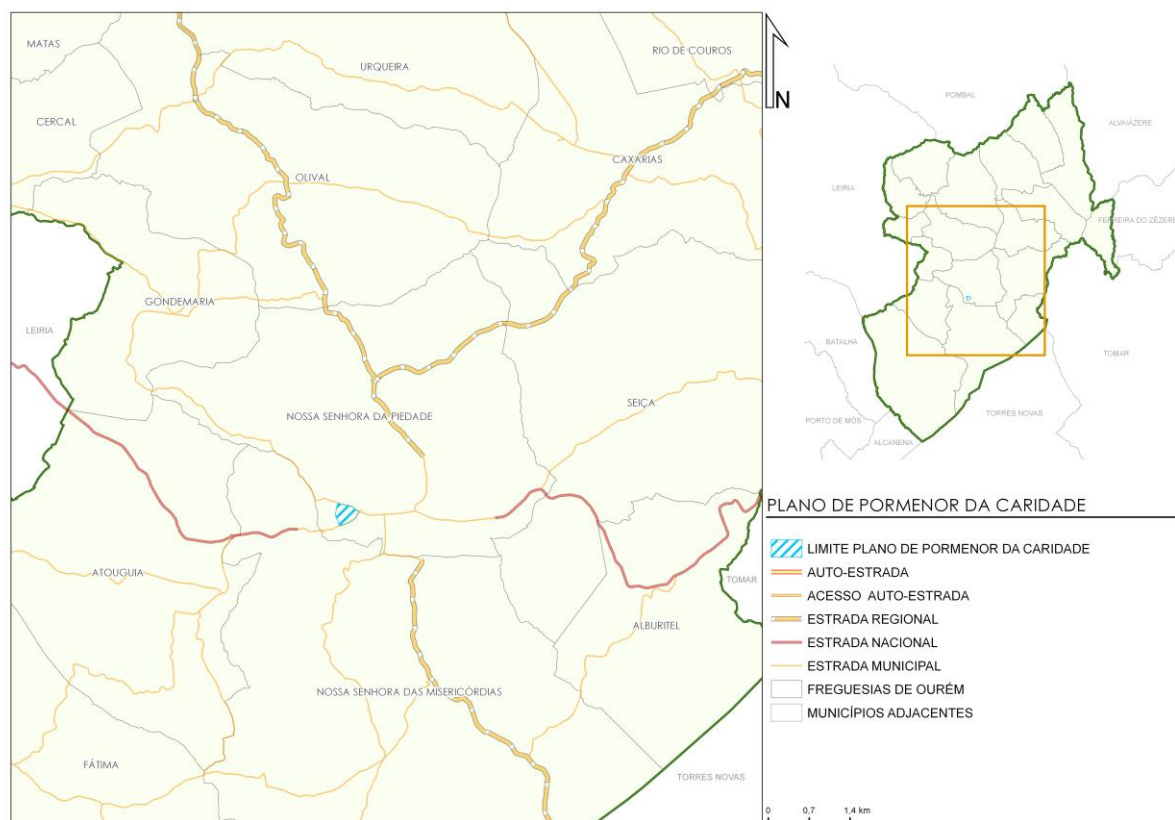 MATAS
URQUEIRA
RIO DE COUROS
CERCAL
CAXARIAS
OLIVAL
GONDEMARIA
LEIRIA
NOSSA SENHORA DA PIEDADE
SEIÇA
ATOUGUIA
TOMAR
ALBURITEL
NOSSA SENHORA DAS MISERICÓRDIAS
FÁTIMA
TORRES NOVAS
N
POMBAL
ALVAIÁZERE
LEIRIA
FERREIRA DO ZÊZERE
BATALHA
TOMAR
PORTO DE MÓS
TORRES NOVAS
ALCANENA
PLANO DE PORMENOR DA CARIDADE
LIMITE PLANO DE PORMENOR DA CARIDADE
AUTO-ESTRADA
ACESSO AUTO-ESTRADA
ESTRADA REGIONAL
ESTRADA NACIONAL
ESTRADA MUNICIPAL
FREGUESIAS DE OURÉM
MUNICÍPIOS ADJACENTES
0 0,7 1,4 km